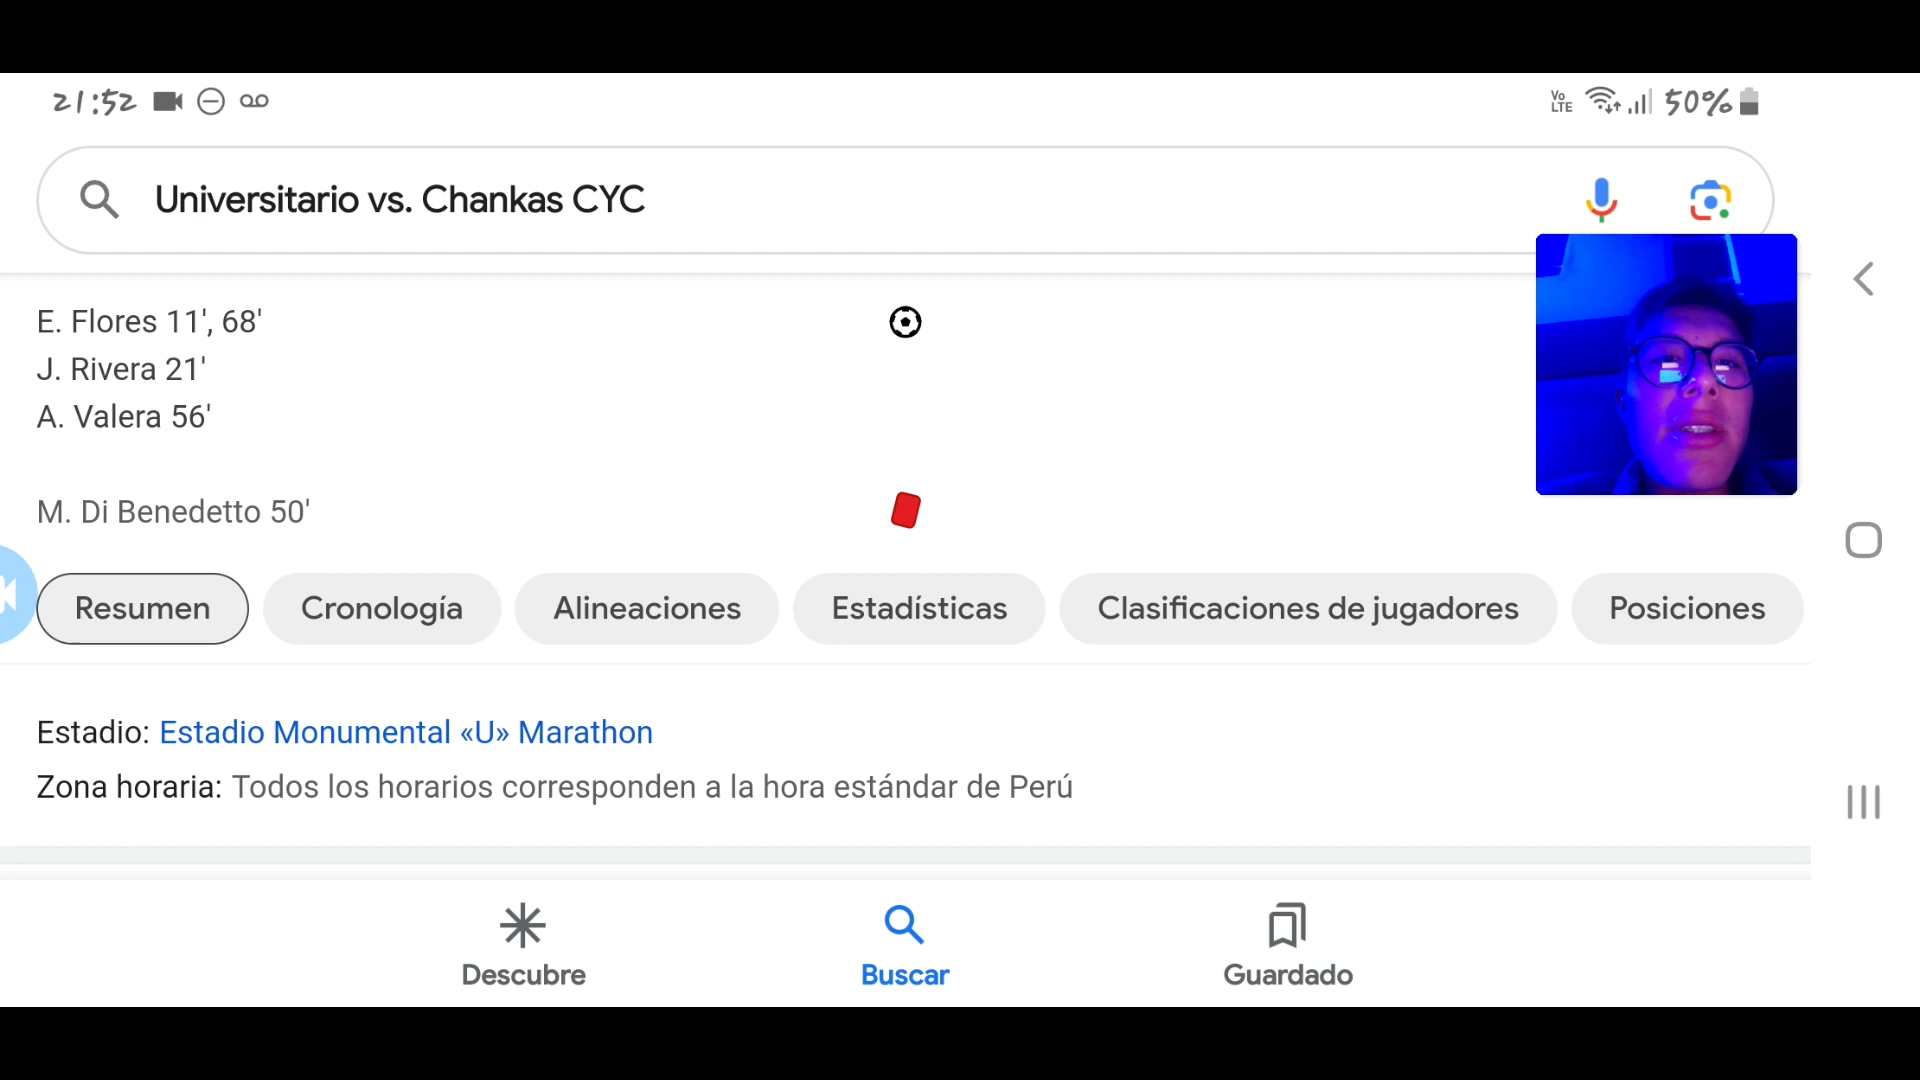 21:52
Vo LTE 50%
Universitario vs. Chankas CYC
E. Flores 11', 68'
J. Rivera 21'
A. Valera 56'
M. Di Benedetto 50'
Resumen Cronología Alineaciones Estadísticas Clasificaciones de jugadores Posiciones
Estadio: Estadio Monumental «U» Marathon
Zona horaria: Todos los horarios corresponden a la hora estándar de Perú
Descubre Buscar Guardado